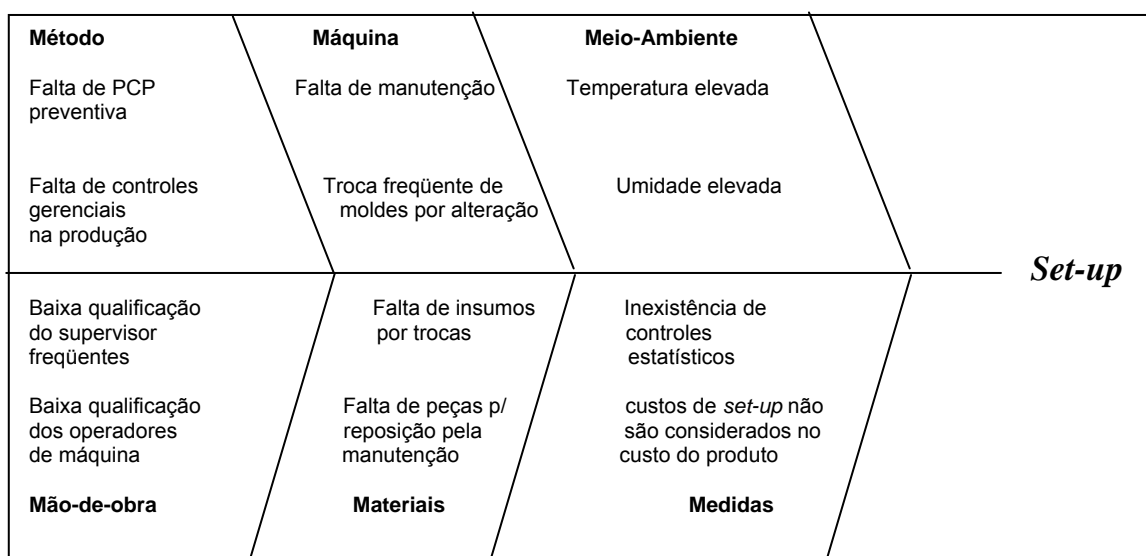 Método
Falta de PCP
preventiva
Falta de controles
gerenciais
na produção
Máquina
Falta de manutenção
Troca freqüente de
moldes por alteração
Meio-Ambiente
Temperatura elevada
Umidade elevada
Set-up
Baixa qualificação
do supervisor
freqüentes
Baixa qualificação
dos operadores
de máquina
Mão-de-obra
Falta de insumos
por trocas
Falta de peças p/
reposição pela
manutenção
Materiais
Inexistência de
controles
estatísticos
custos de set-up não
são considerados no
custo do produto
Medidas